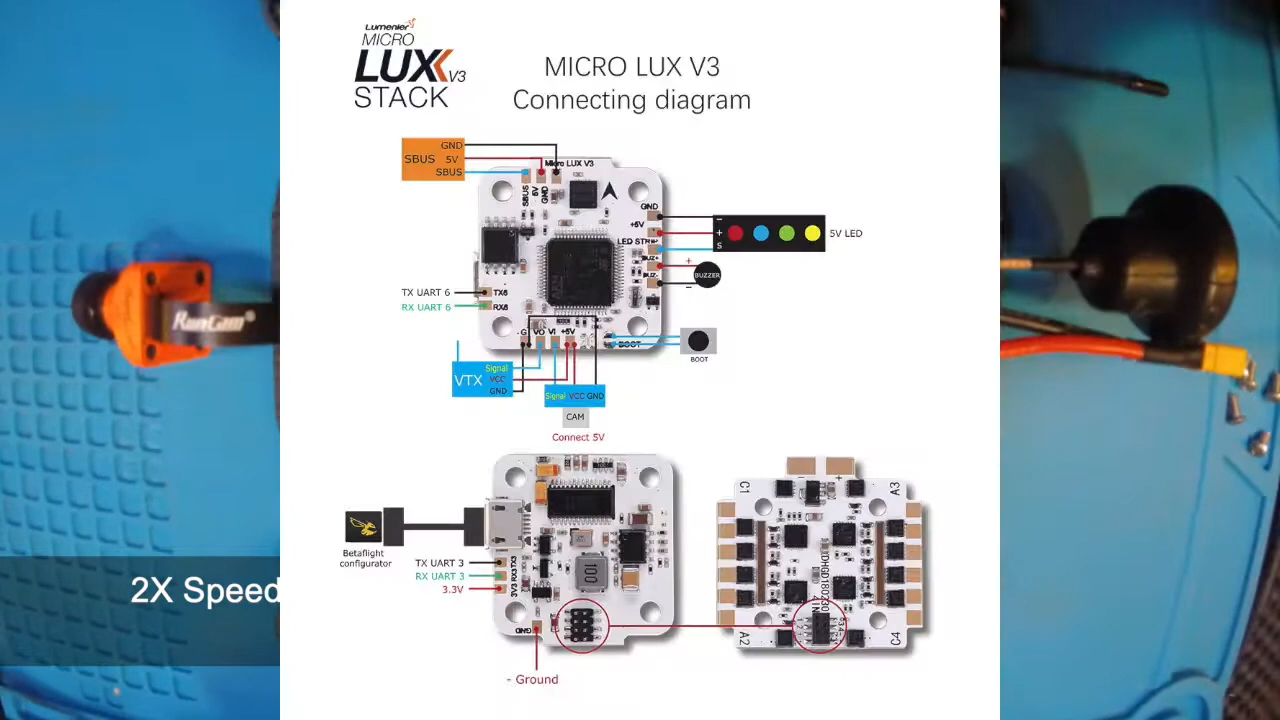 Lumenier
MICRO
LUX V3
STACK
MICRO LUX V3
Connecting diagram
GND
SBUS 5V
SBUS
Micro LUX V3
SBUS
5V
GND
GND
+5V
LED STRIP
BUZ+
BUZ-
-
+
S
5V LED
+
BUZZER
-
TX UART 6
TX6
RX UART 6
RX6
RunCam
G VO VI +5V
BOOT
BOOT
Signal
VTX VCC
GND
Signal VCC GND
CAM
Connect 5V
Betaflight
configurator
TX UART 3
RX UART 3
3.3V
3V3 RX3 TX3
100
GND
- Ground
C1
- +
A3
A2
C4
2X Speed